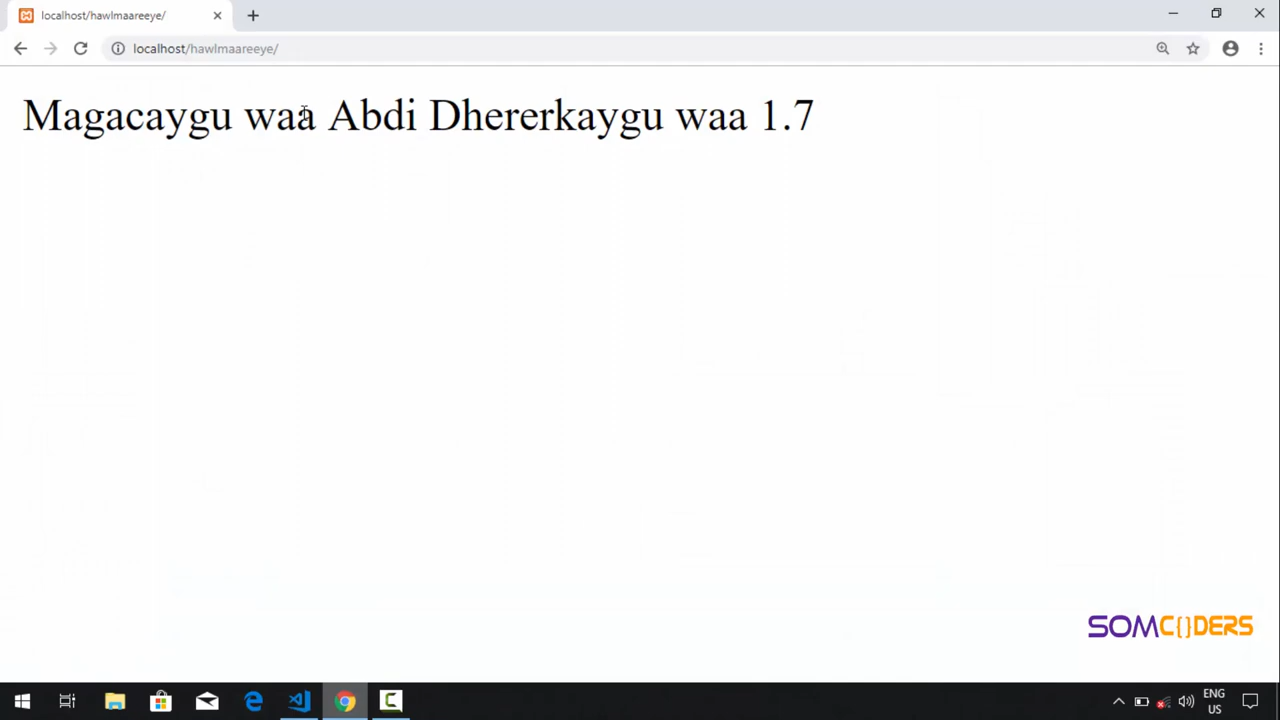 localhost/hawlmaareeye/
localhost/hawlmaareeye/
Magacaygu waa Abdi Dhererkaygu waa 1.7
SOMC{}DERS
ENG
US